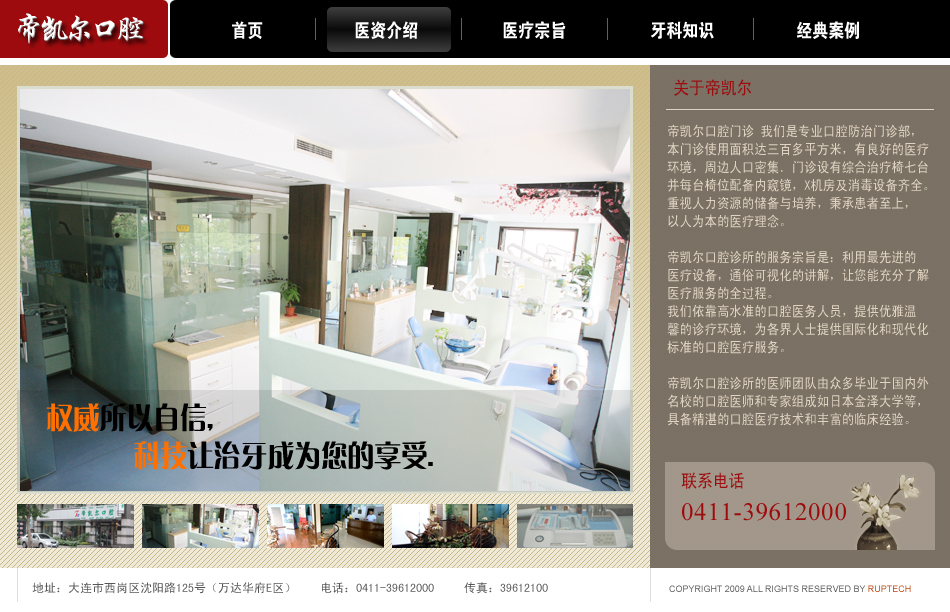 帝凯尔口腔
首页 医资介绍 医疗宗旨 牙科知识 经典案例
权威所以自信,
科技让治牙成为您的享受.
关于帝凯尔
帝凯尔口腔门诊 我们是专业口腔防治门诊部，
本门诊使用面积达三百多平方米，有良好的医疗
环境，周边人口密集．门诊设有综合治疗椅七台
并每台椅位配备内窥镜，X机房及消毒设备齐全。
重视人力资源的储备与培养，秉承患者至上，
以人为本的医疗理念。
帝凯尔口腔诊所的服务宗旨是：利用最先进的
医疗设备，通俗可视化的讲解，让您能充分了解
医疗服务的全过程。
我们依靠高水准的口腔医务人员，提供优雅温
馨的诊疗环境，为各界人士提供国际化和现代化
标准的口腔医疗服务。
帝凯尔口腔诊所的医师团队由众多毕业于国内外
名校的口腔医师和专家组成如日本金泽大学等，
具备精湛的口腔医疗技术和丰富的临床经验。
联系电话
0411-39612000
地址：大连市西岗区沈阳路125号（万达华府E区） 电话：0411-39612000 传真：39612100
COPYRIGHT 2009 ALL RIGHTS RESERVED BY RUPTECH